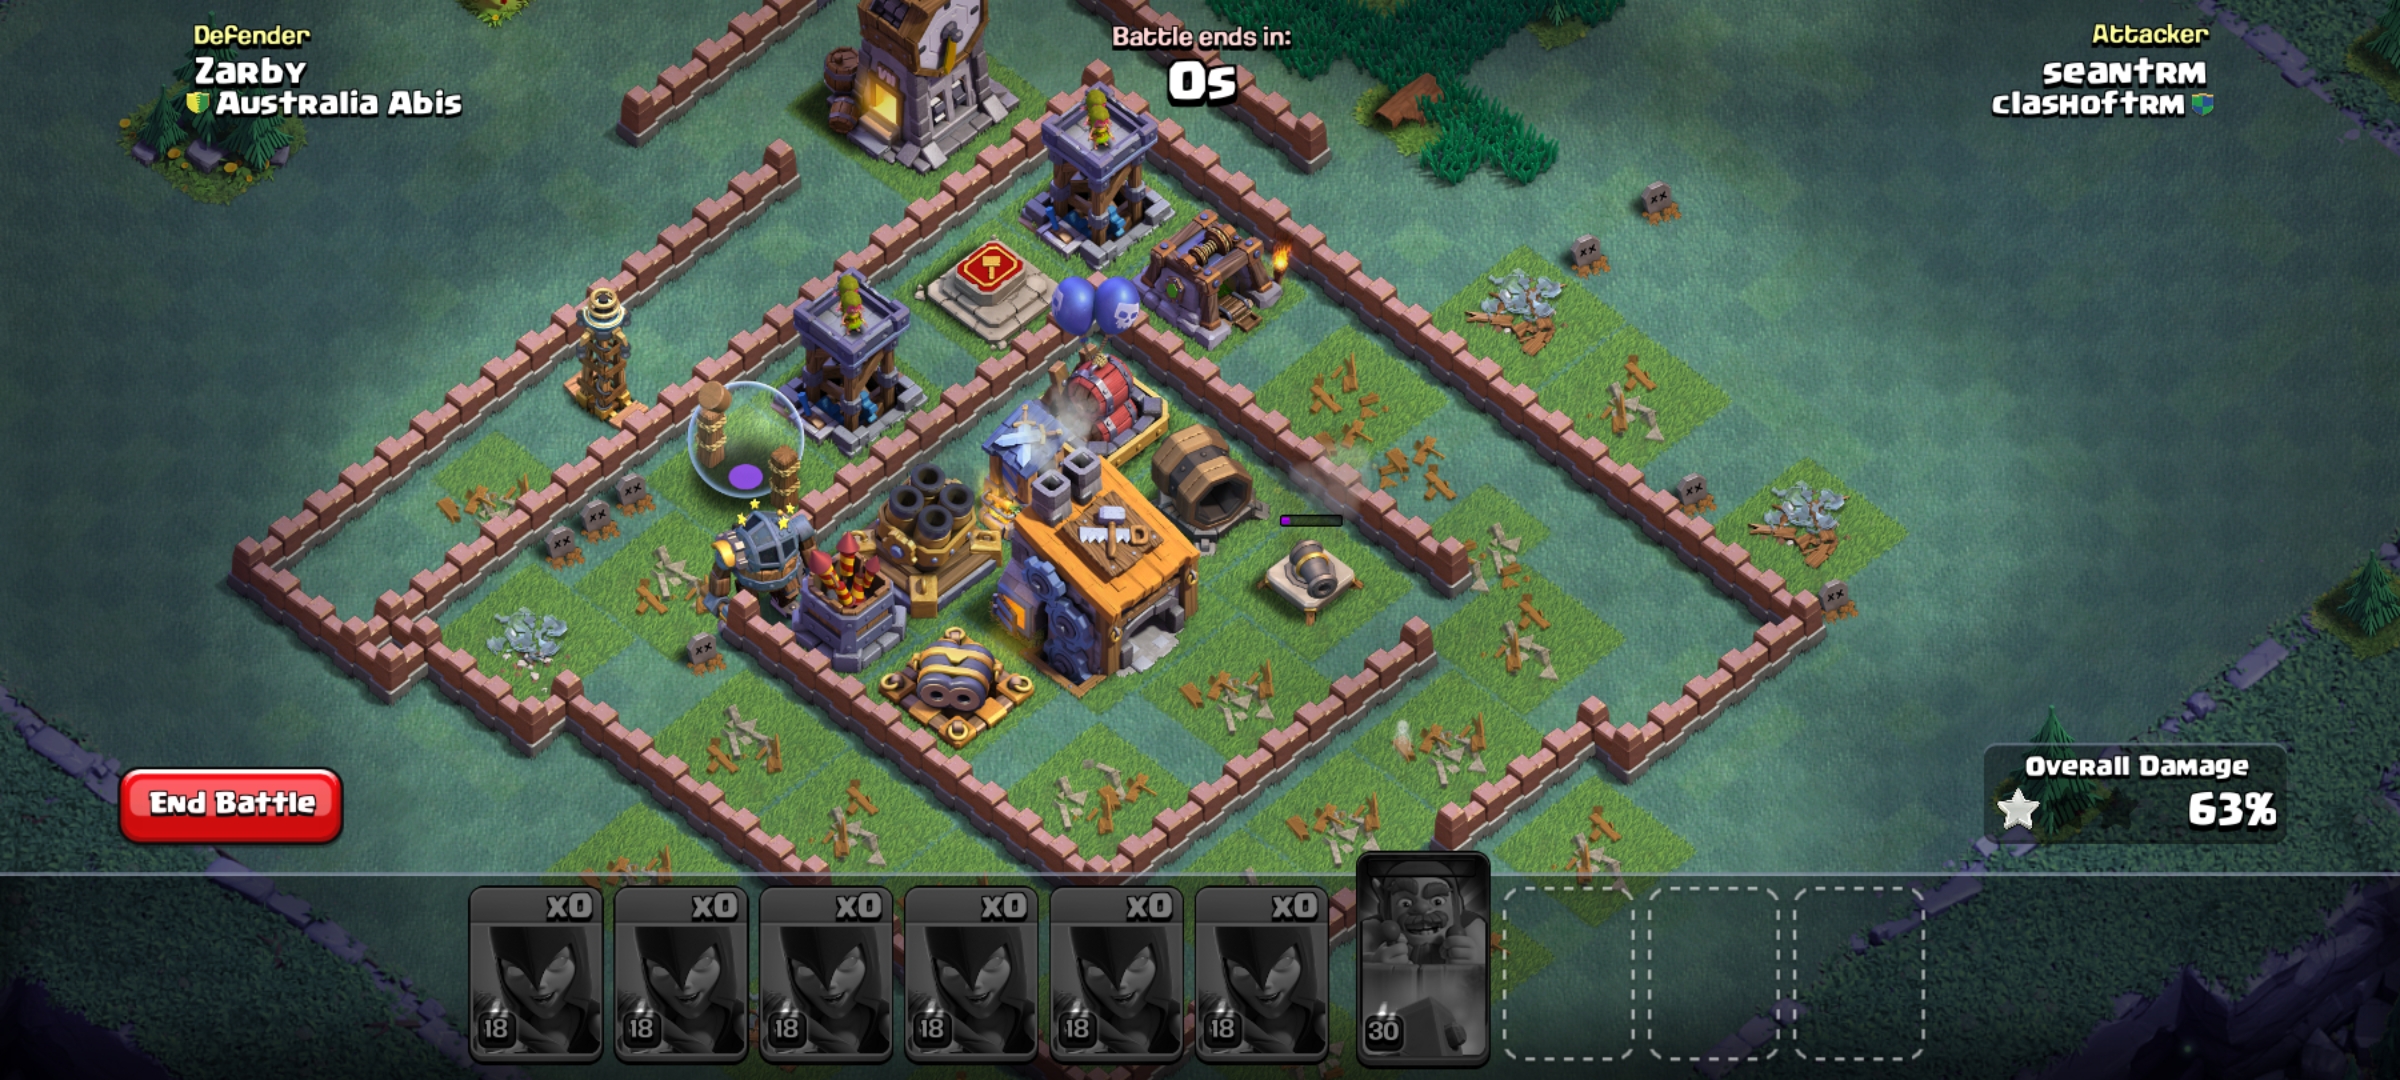 Defender
Zarby
Australia Abis
Battle ends in:
0s
Attacker
seantRM
clashoftRM
End Battle
Overall Damage
63%
x0
x0
x0
x0
x0
x0
18
18
18
18
18
18
30